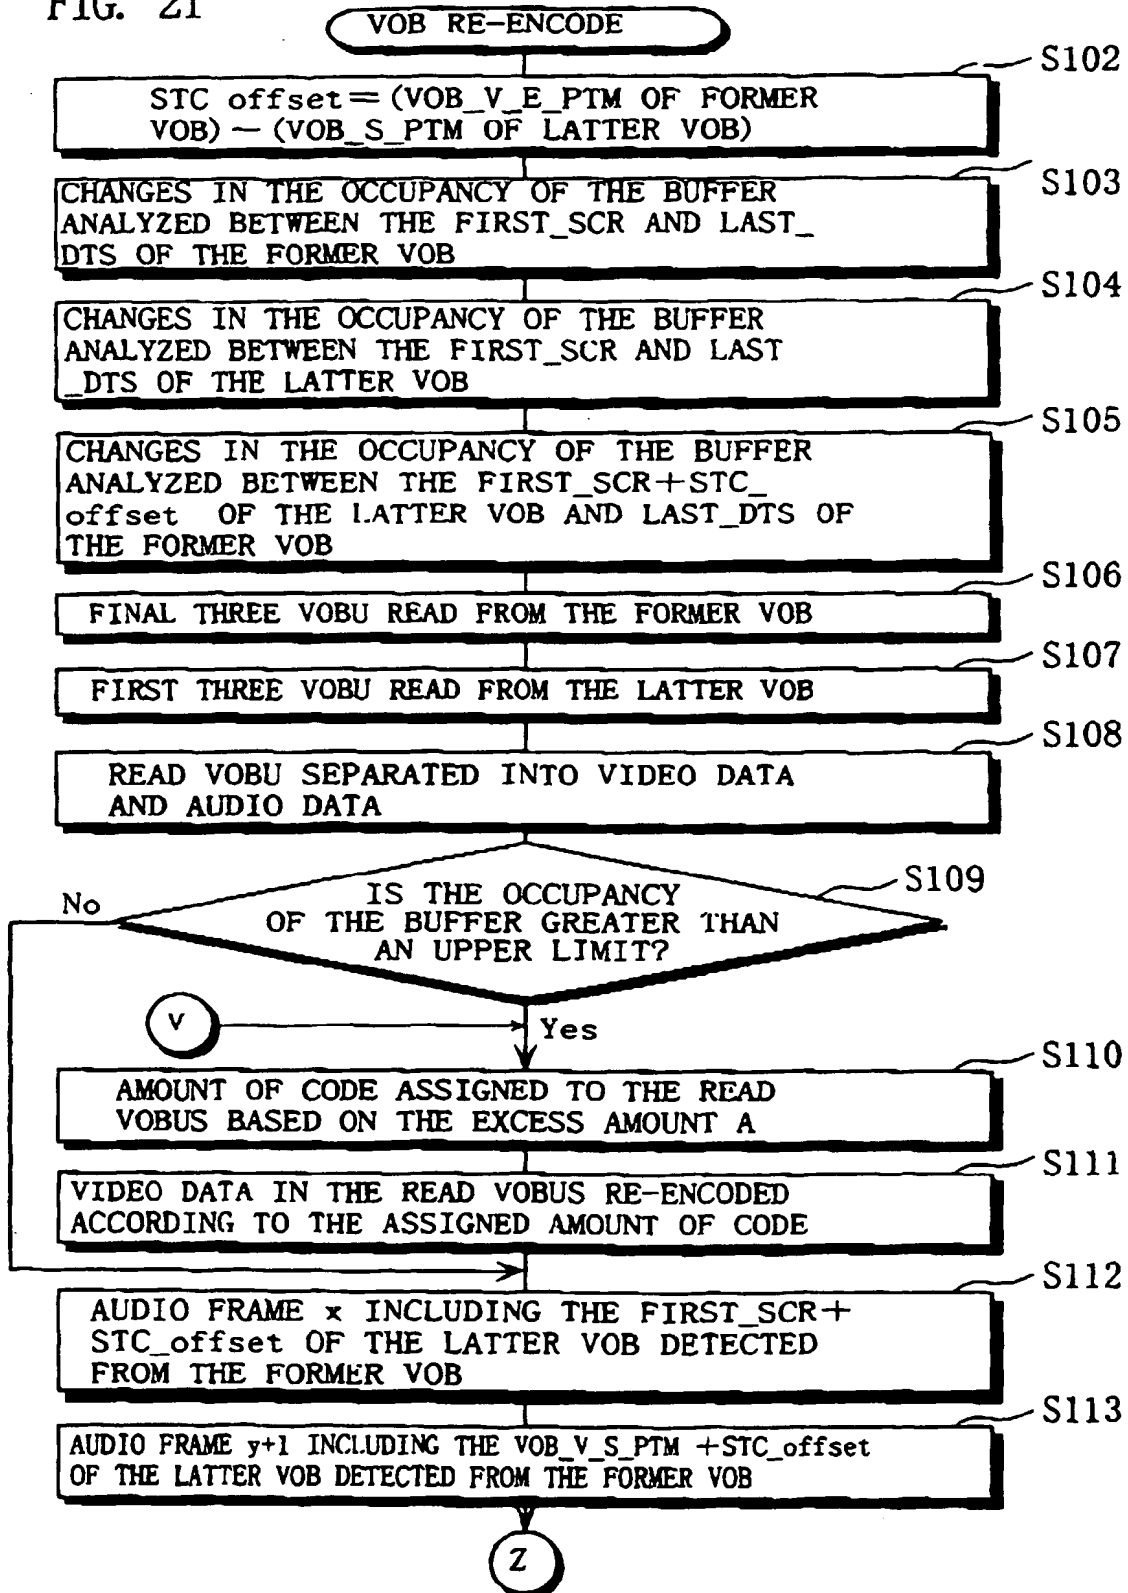 FIG. 21
VOB RE-ENCODE
S102
STC offset=(VOB_V_E_PTM OF FORMER
VOB)-(VOB_S_PTM OF LATTER VOB)
S103
CHANGES IN THE OCCUPANCY OF THE BUFFER
ANALYZED BETWEEN THE FIRST_SCR AND LAST_
DTS OF THE FORMER VOB
S104
CHANGES IN THE OCCUPANCY OF THE BUFFER
ANALYZED BETWEEN THE FIRST_SCR AND LAST
_DTS OF THE LATTER VOB
S105
CHANGES IN THE OCCUPANCY OF THE BUFFER
ANALYZED BETWEEN THE FIRST_SCR+STC_
offset OF THE LATTER VOB AND LAST_DTS OF
THE FORMER VOB
S106
FINAL THREE VOBU READ FROM THE FORMER VOB
S107
FIRST THREE VOBU READ FROM THE LATTER VOB
S108
READ VOBU SEPARATED INTO VIDEO DATA
AND AUDIO DATA
S109
IS THE OCCUPANCY
OF THE BUFFER GREATER THAN
AN UPPER LIMIT?
No
V
Yes
S110
AMOUNT OF CODE ASSIGNED TO THE READ
VOBUS BASED ON THE EXCESS AMOUNT A
S111
VIDEO DATA IN THE READ VOBUS RE-ENCODED
ACCORDING TO THE ASSIGNED AMOUNT OF CODE
S112
AUDIO FRAME x INCLUDING THE FIRST_SCR+
STC_offset OF THE LATTER VOB DETECTED
FROM THE FORMER VOB
S113
AUDIO FRAME y+1 INCLUDING THE VOB_V_S_PTM +STC_offset
OF THE LATTER VOB DETECTED FROM THE FORMER VOB
Z